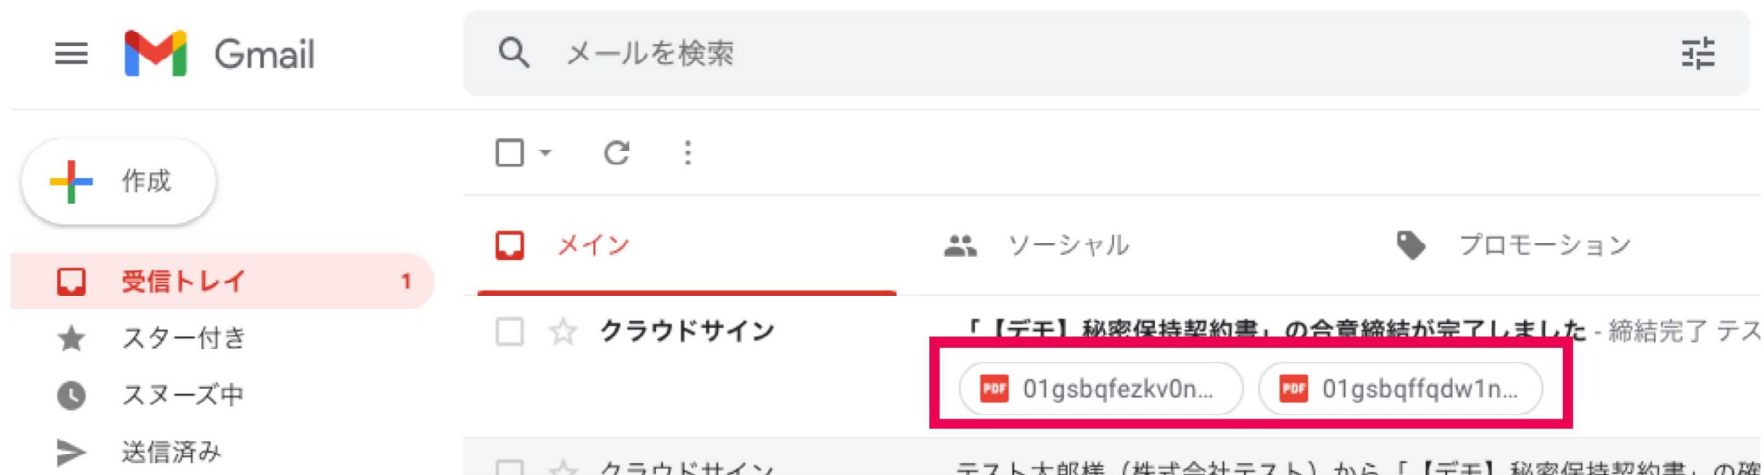 Gmail
メールを検索
作成
メイン
ソーシャル
プロモーション
受信トレイ 1
クラウドサイン 「【デモ】秘密保持契約書」の合意締結が完了しました - 締結完了 テス
スター付き
PDF 01gsbqfezkv0n... PDF 01gsbqffqdw1n...
スヌーズ中
送信済み
クラウドサイン テスト太郎様（株式会社テスト）から「【デモ】秘密保持契約書」の確